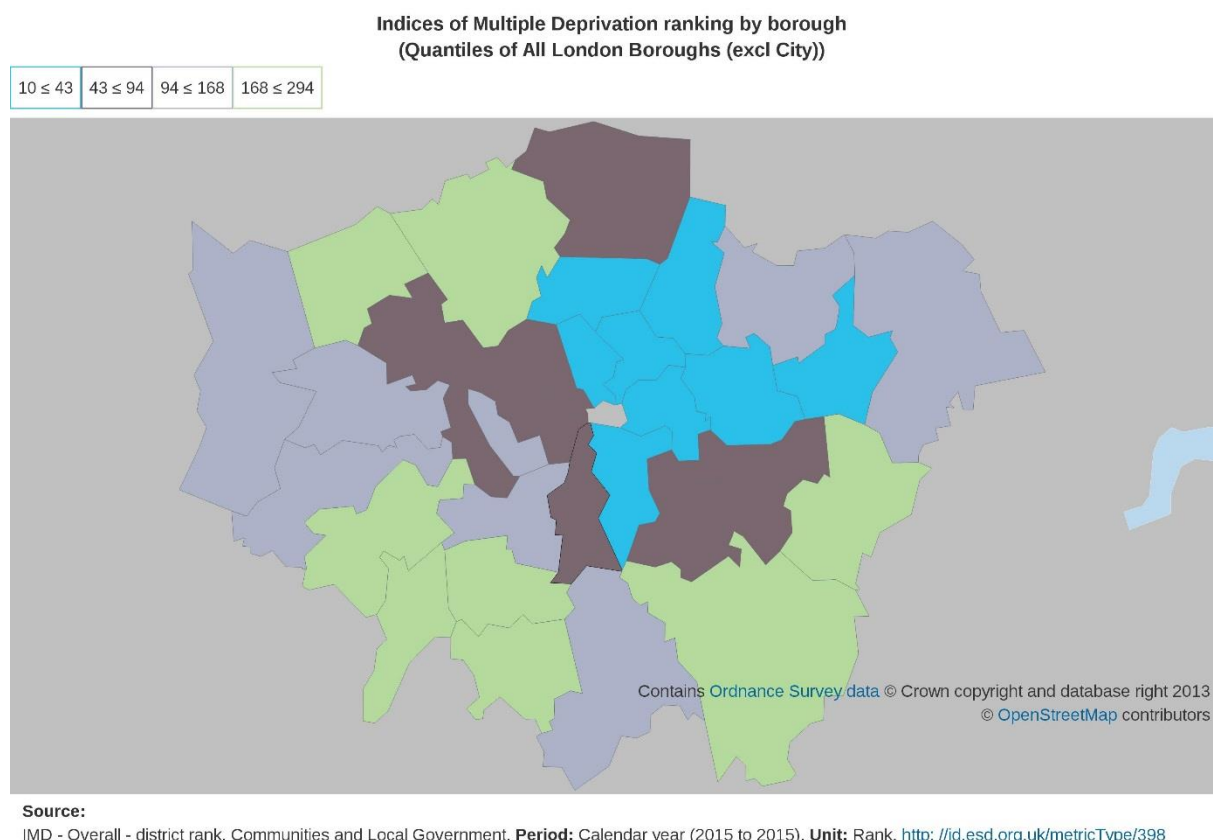 Indices of Multiple Deprivation ranking by borough
(Quantiles of All London Boroughs (excl City))
10 ≤ 43 43 ≤ 94 94 ≤ 168 168 ≤ 294
Contains Ordnance Survey data © Crown copyright and database right 2013
© OpenStreetMap contributors
Source:
IMD - Overall - district rank, Communities and Local Government, Period: Calendar year (2015 to 2015), Unit: Rank, http: //id.esd.org.uk/metricType/398